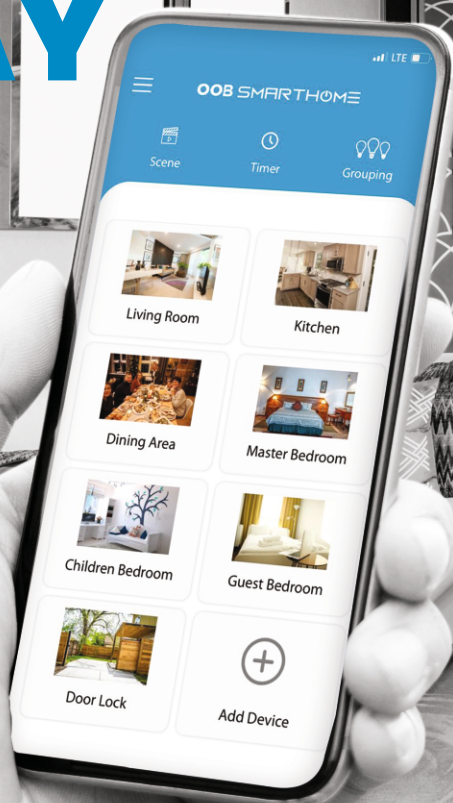 AY
LTE
OOB SMARTHOME
Scene
Timer
Grouping
Living Room
Kitchen
Dining Area
Master Bedroom
Children Bedroom
Guest Bedroom
Door Lock
Add Device